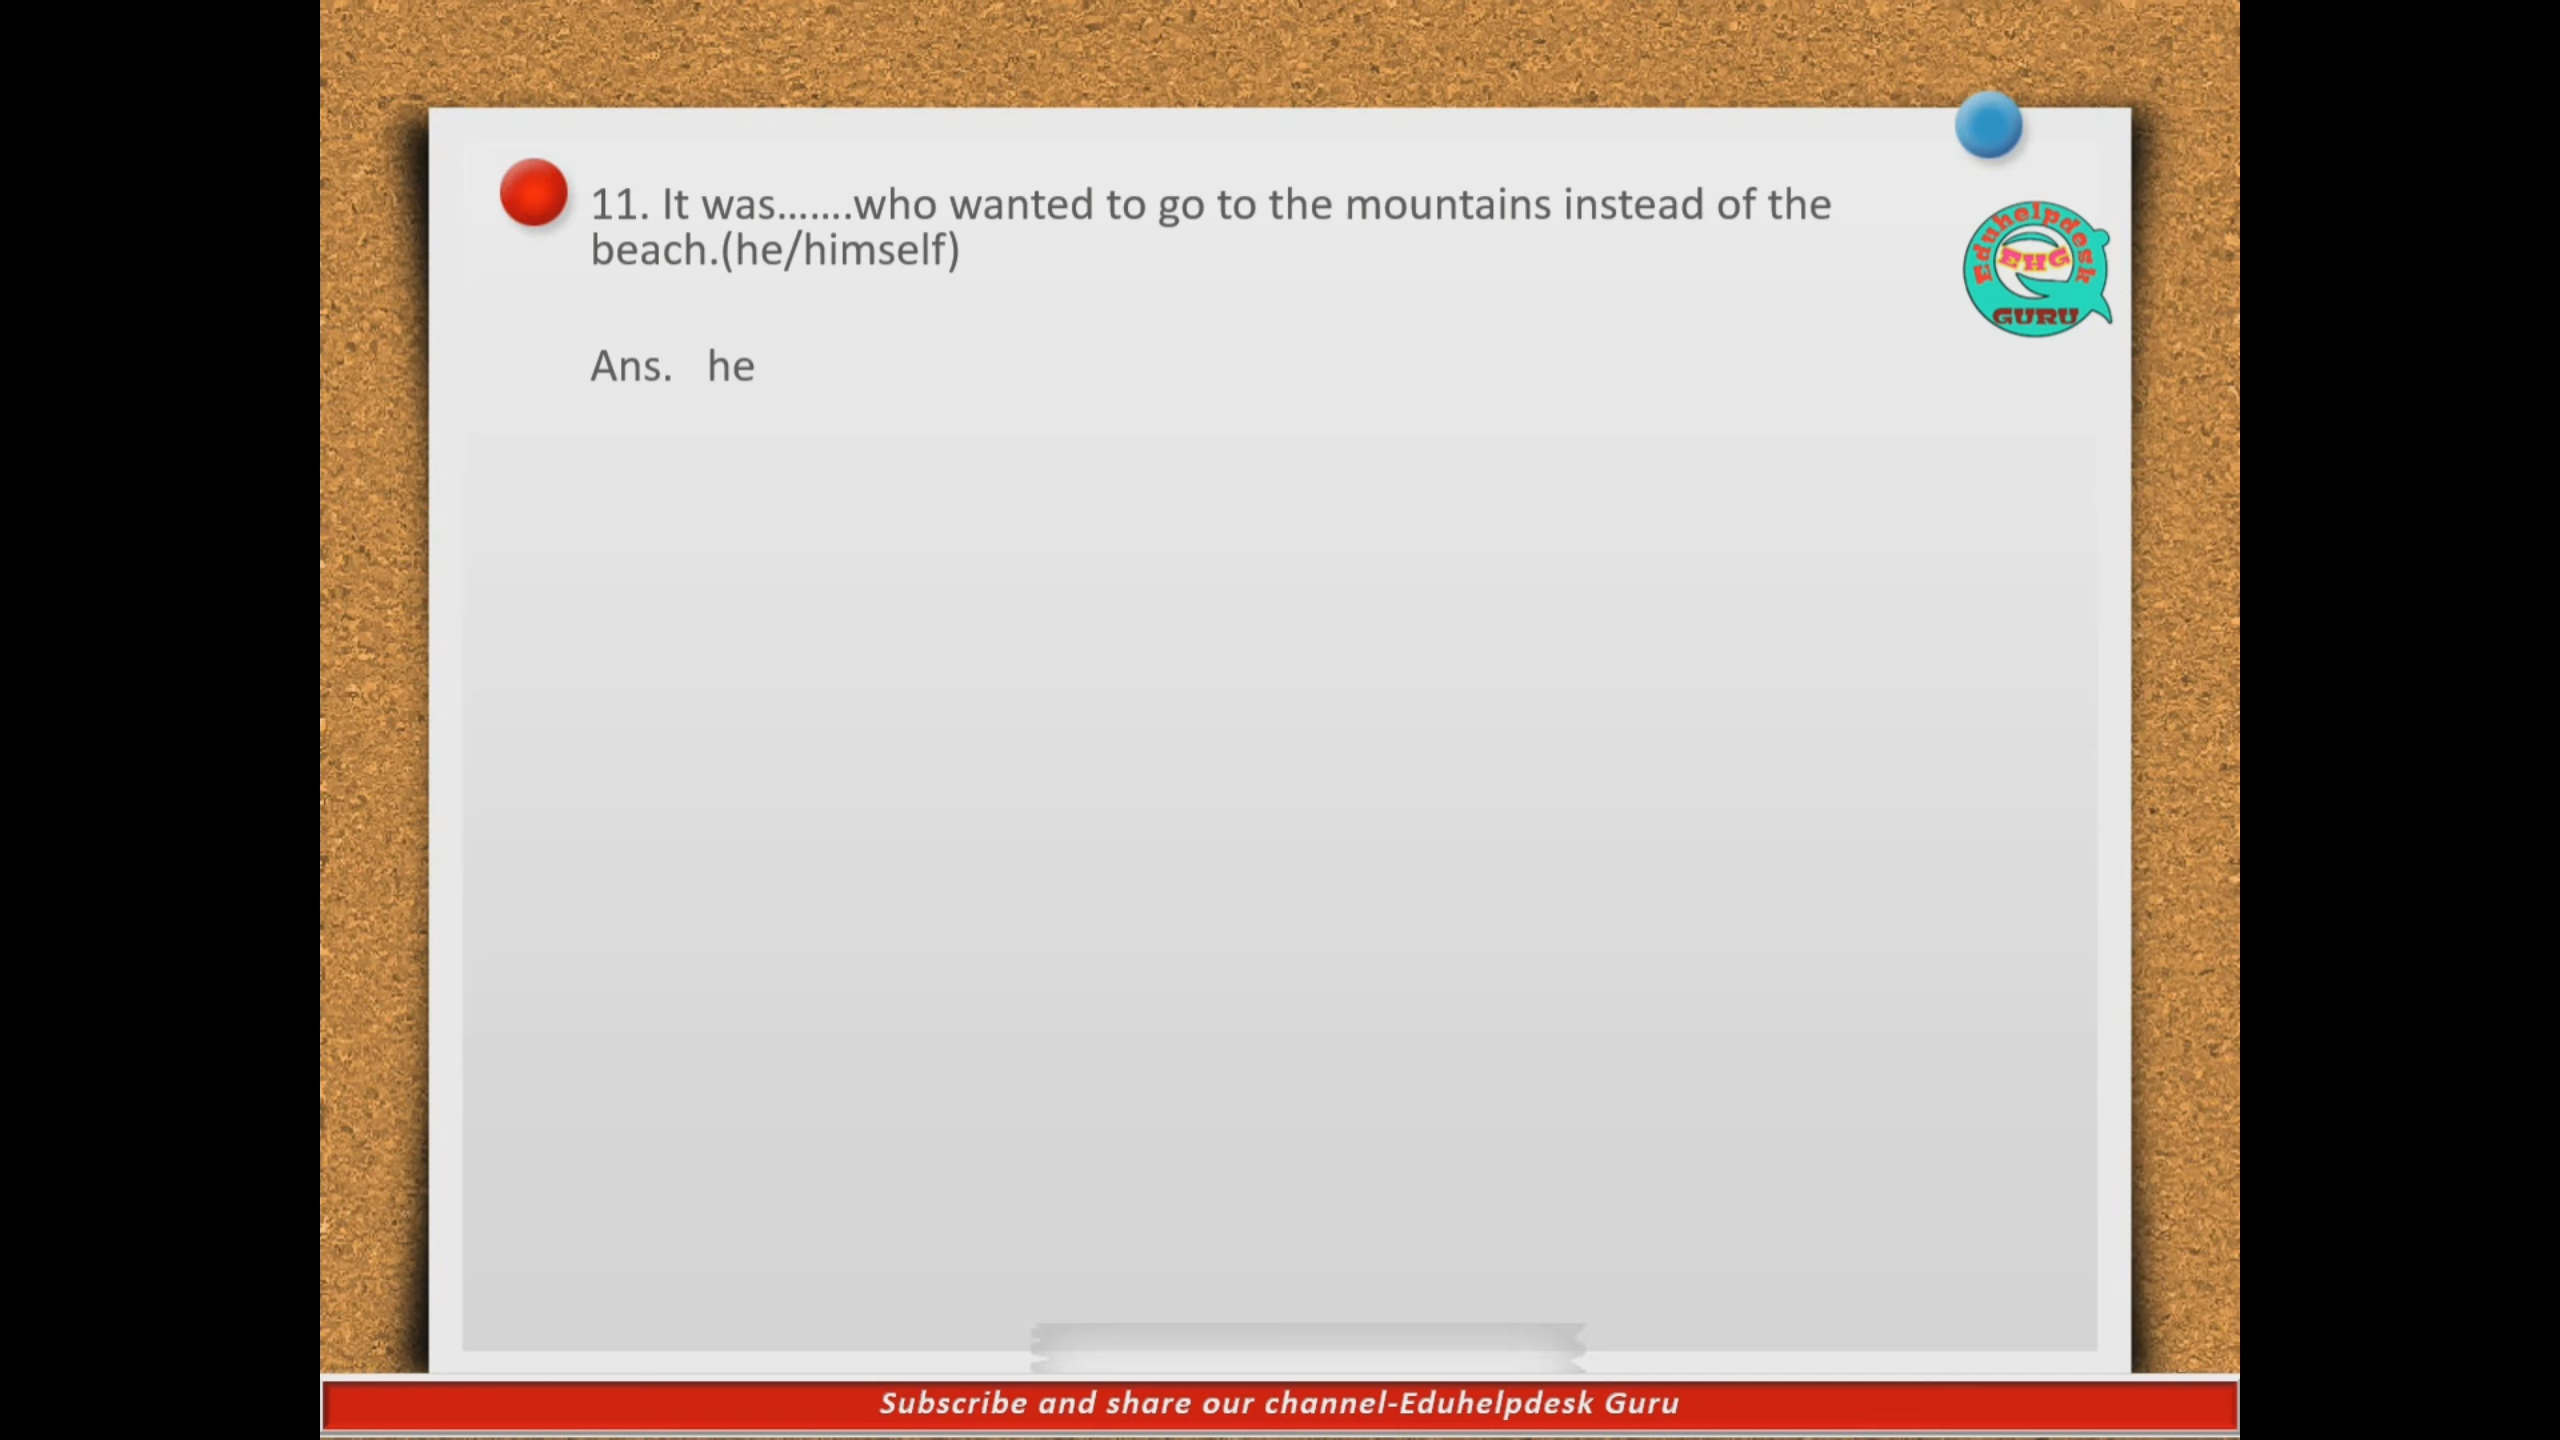 11. It was.......who wanted to go to the mountains instead of the
beach.(he/himself)
Eduhelpdesk
EHG
GURU
Ans. he
Subscribe and share our channel-Eduhelpdesk Guru